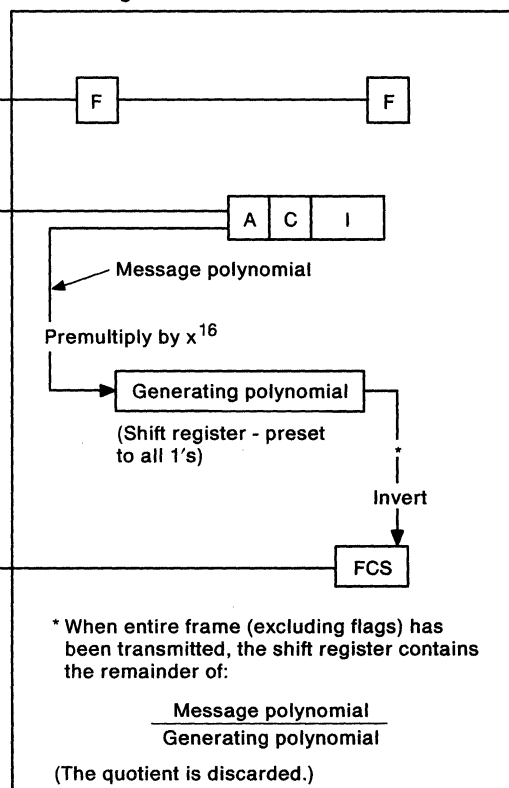 F F
A C I
Message polynomial
Premultiply by x¹⁶
Generating polynomial
(Shift register - preset
to all 1's)
*
Invert
FCS
* When entire frame (excluding flags) has
been transmitted, the shift register contains
the remainder of:
Message polynomial
Generating polynomial
(The quotient is discarded.)